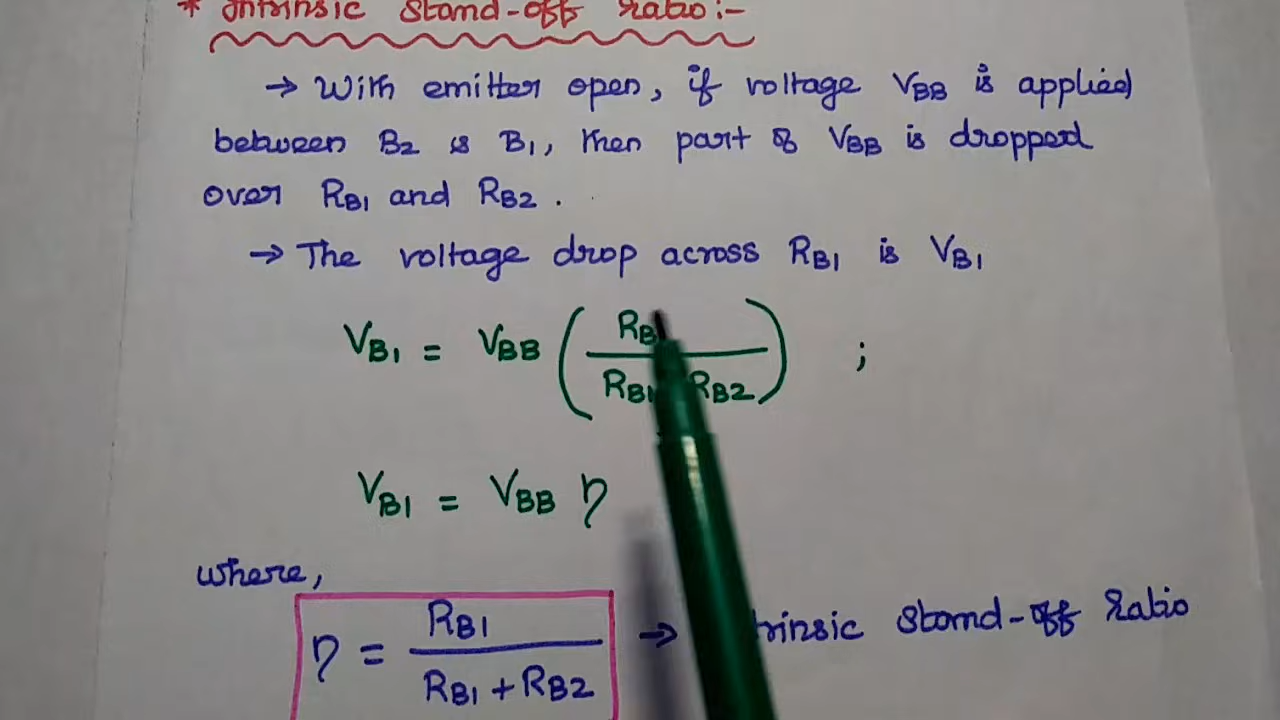 * Intrinsic Stand-off Ratio:-
→ With emitter open, if voltage VBB is applied
between B2 is B1, then part of VBB is dropped
over RB1 and RB2.
→ The voltage drop across RB1 is VB1
VB1 = VBB ( RB / RB1 RB2 ) ;
VB1 = VBB η
where,
η = RB1 / RB1 + RB2 → trinsic Stand-off Ratio